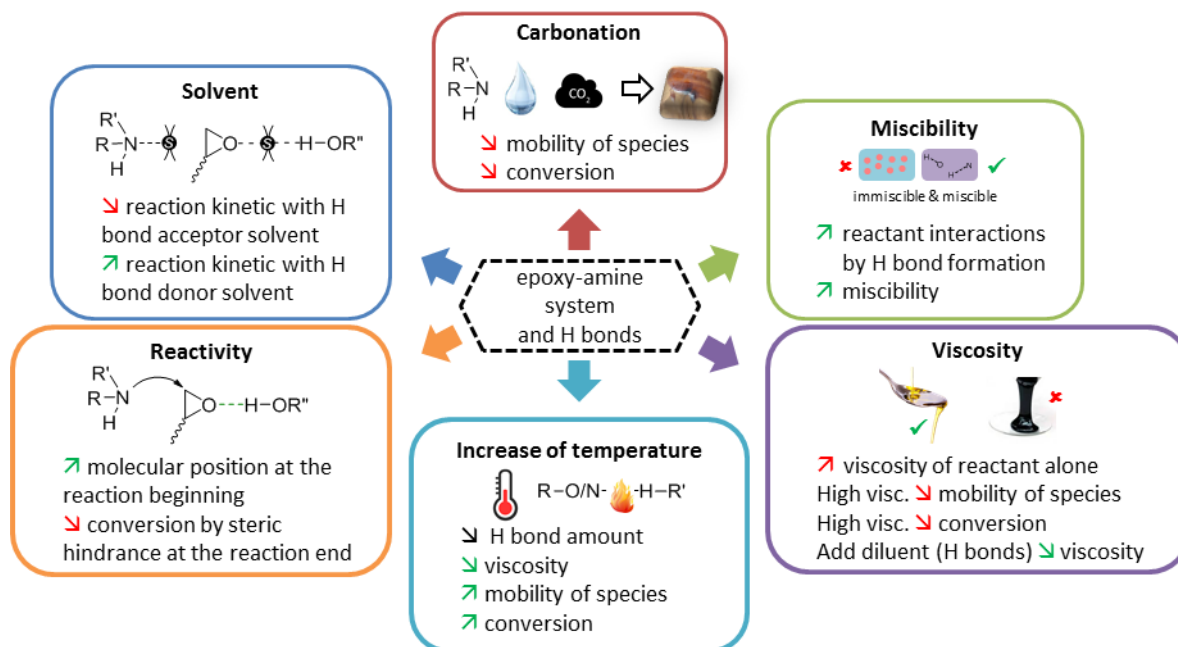 Carbonation
R'
R-N
H
CO2
↘ mobility of species
↘ conversion
Solvent
R'
R-N---S
H
O---S---H-OR"
↘ reaction kinetic with H
bond acceptor solvent
↗ reaction kinetic with H
bond donor solvent
Miscibility
H
O
H
N
immiscible & miscible
↗ reactant interactions
by H bond formation
↗ miscibility
epoxy-amine
system
and H bonds
Reactivity
R'
R-N
H
O---H-OR"
↗ molecular position at the
reaction beginning
↘ conversion by steric
hindrance at the reaction end
Increase of temperature
R-O/N- -H-R'
↘ H bond amount
↘ viscosity
↗ mobility of species
↗ conversion
Viscosity
↗ viscosity of reactant alone
High visc. ↘ mobility of species
High visc. ↘ conversion
Add diluent (H bonds) ↘ viscosity